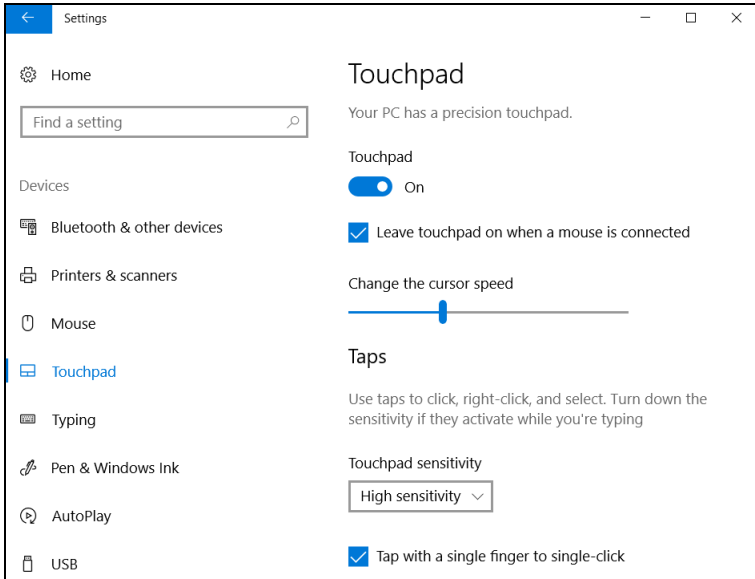 Settings
Home
Find a setting
Devices
Bluetooth & other devices
Printers & scanners
Mouse
Touchpad
Typing
Pen & Windows Ink
AutoPlay
USB
Touchpad
Your PC has a precision touchpad.
Touchpad
On
Leave touchpad on when a mouse is connected
Change the cursor speed
Taps
Use taps to click, right-click, and select. Turn down the
sensitivity if they activate while you're typing
Touchpad sensitivity
High sensitivity
Tap with a single finger to single-click